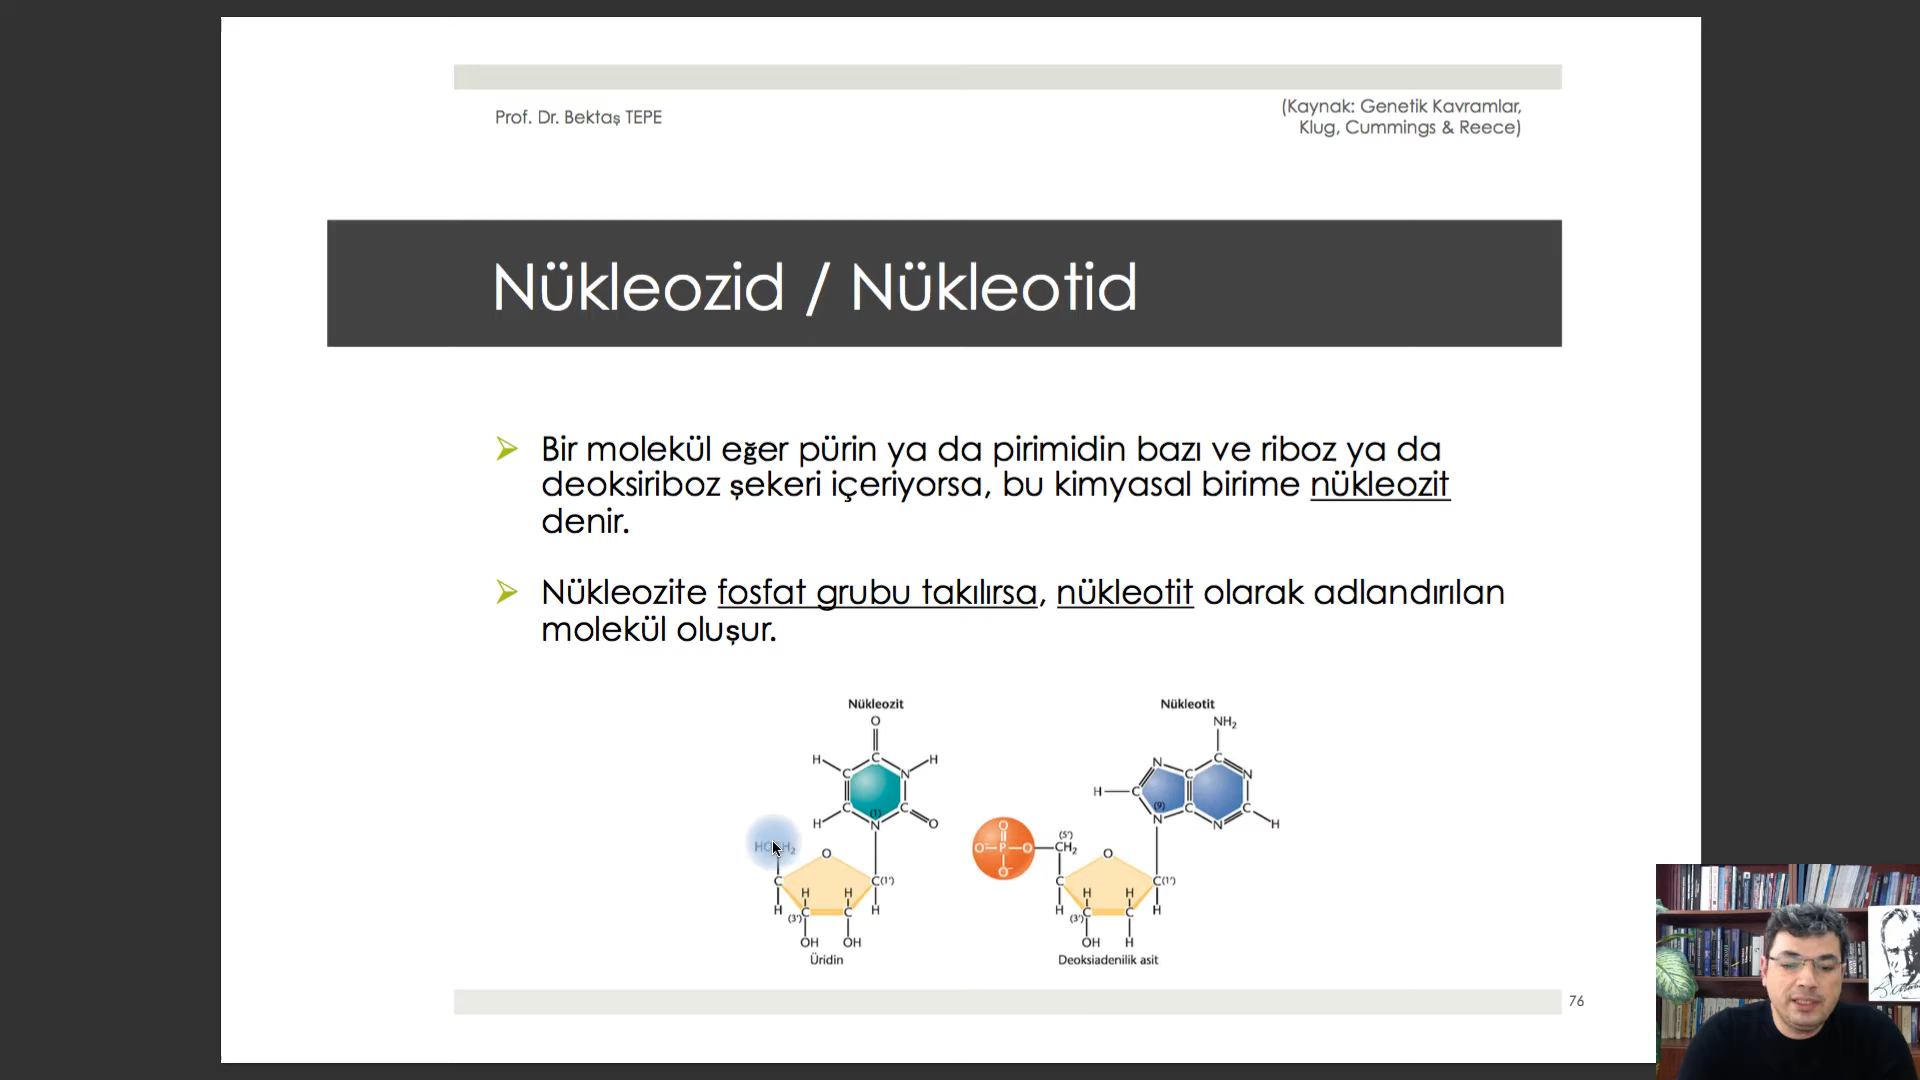 Prof. Dr. Bektaş TEPE
(Kaynak: Genetik Kavramlar,
Klug, Cummings & Reece)
Nükleozid / Nükleotid
Bir molekül eğer pürin ya da pirimidin bazı ve riboz ya da
deoksiriboz şekeri içeriyorsa, bu kimyasal birime nükleozit
denir.
Nükleozite fosfat grubu takılırsa, nükleotit olarak adlandırılan
molekül oluşur.
Nükleozit
O
H C C N H
H C (1) C O
N
O
C C(1')
H H H H
(3') C C
OH OH
Üridin
Nükleotit
NH₂
N C C N
H C (9) C C H
N N
O
O⁻ P O CH₂ (5')
O⁻
O
C C(1')
H H H H
(3') C C
OH H
Deoksiadenilik asit
76